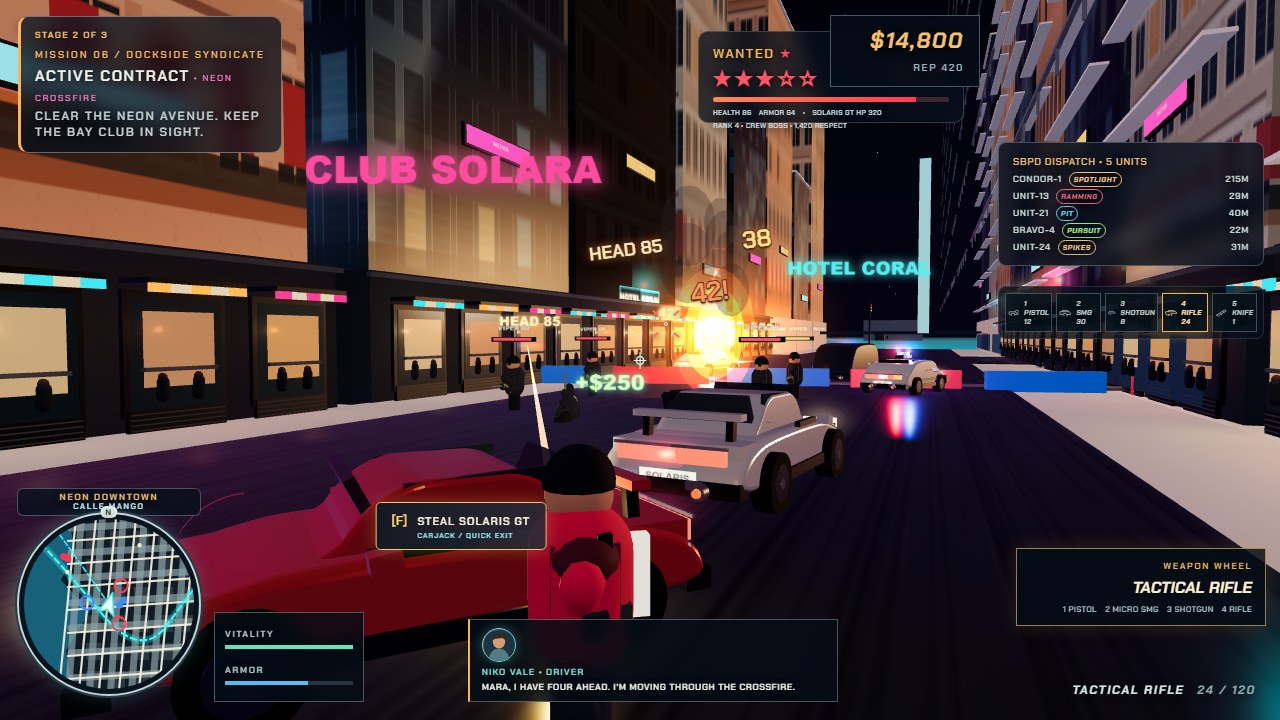 STAGE 2 OF 3
MISSION 06 / DOCKSIDE SYNDICATE
ACTIVE CONTRACT • NEON
CROSSFIRE
CLEAR THE NEON AVENUE. KEEP
THE BAY CLUB IN SIGHT.
WANTED ★
★★★☆☆
HEALTH 86 ARMOR 64 • SOLARIS GT HP 320
RANK 4 • CREW BOSS • 1,420 RESPECT
$14,800
REP 420
SBPD DISPATCH • 5 UNITS
CONDOR-1 SPOTLIGHT 215M
UNIT-13 RAMMING 29M
UNIT-21 PIT 40M
BRAVO-4 PURSUIT 22M
UNIT-24 SPIKES 31M
1 PISTOL 12
2 SMG 30
3 SHOTGUN 8
4 RIFLE 24
5 KNIFE 1
NOVA
CLUB SOLARA
HEAD 85
38
HOTEL CORAL
42!
HOTEL CORAL
42
HEAD 85
+$250
SOLARIS
[F] STEAL SOLARIS GT
CARJACK / QUICK EXIT
NEON DOWNTOWN
CALLE MANGO
N
VITALITY
ARMOR
NIKO VALE • DRIVER
MARA, I HAVE FOUR AHEAD. I'M MOVING THROUGH THE CROSSFIRE.
WEAPON WHEEL
TACTICAL RIFLE
1 PISTOL 2 MICRO SMG 3 SHOTGUN 4 RIFLE
TACTICAL RIFLE 24 / 120